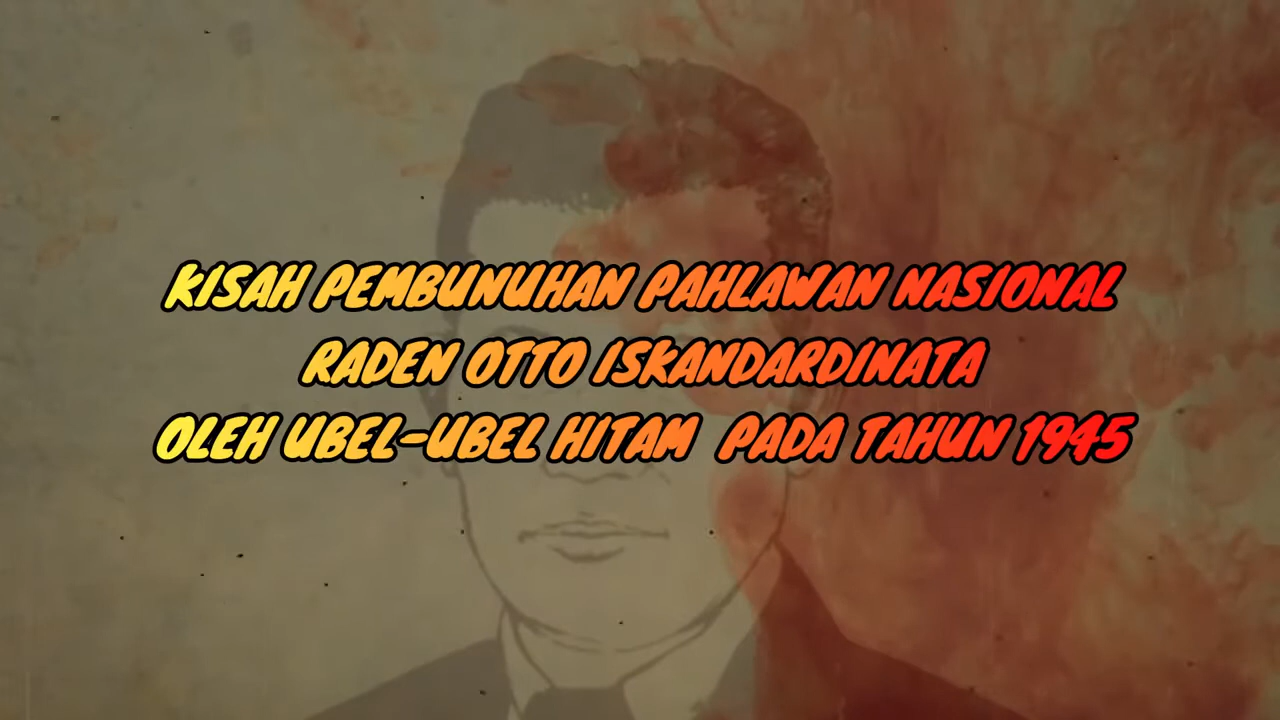 KISAH PEMBUNUHAN PAHLAWAN NASIONAL
RADEN OTTO ISKANDARDINATA
OLEH UBEL-UBEL HITAM PADA TAHUN 1945